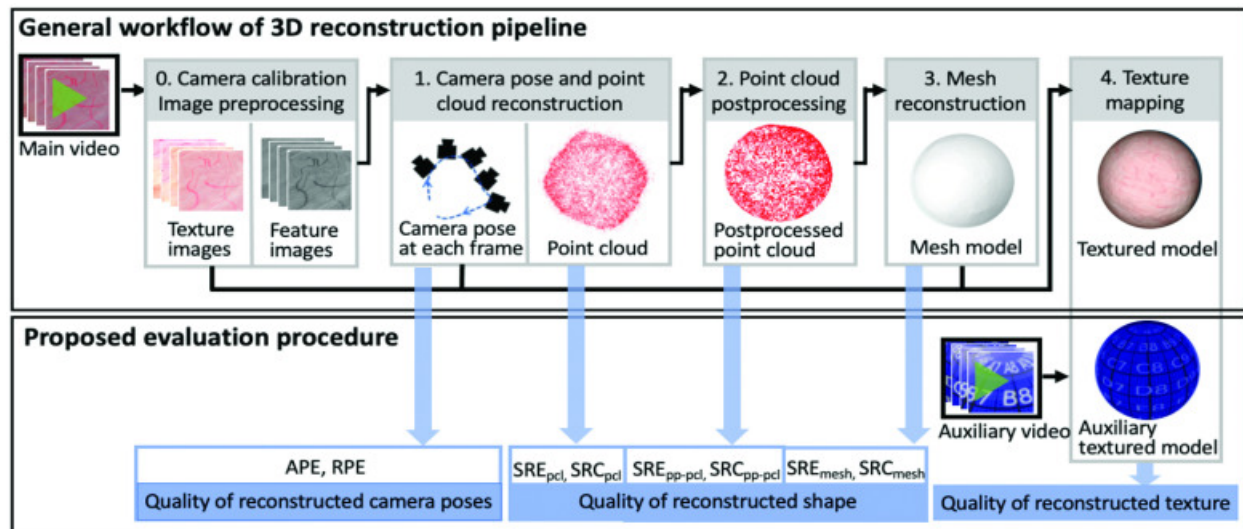 General workflow of 3D reconstruction pipeline
Main video
0. Camera calibration
Image preprocessing
Texture
images
Feature
images
1. Camera pose and point
cloud reconstruction
Camera pose
at each frame
Point cloud
2. Point cloud
postprocessing
Postprocessed
point cloud
3. Mesh
reconstruction
Mesh model
4. Texture
mapping
Textured model
Proposed evaluation procedure
B8
Auxiliary video
C7 C8
D8
Auxiliary
textured model
APE, RPE
Quality of reconstructed camera poses
SREpcl, SRCpcl
SREpp-pcl, SRCpp-pcl
SREmesh, SRCmesh
Quality of reconstructed shape
Quality of reconstructed texture